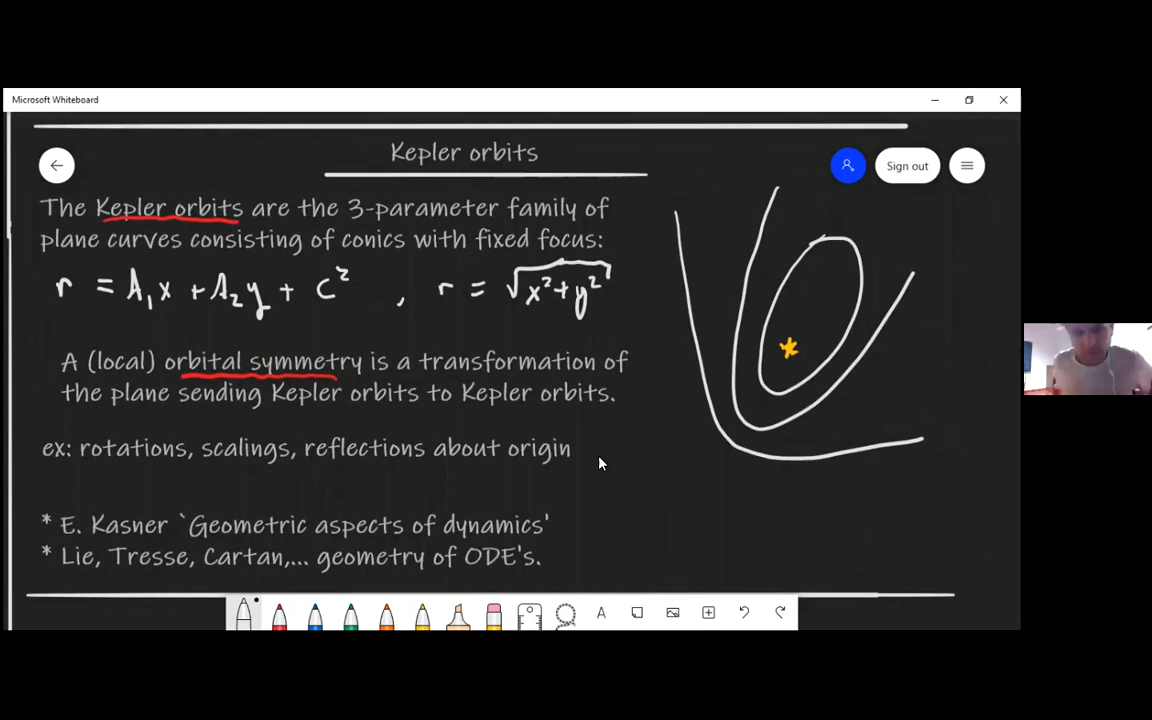 Microsoft Whiteboard
Kepler orbits
Sign out
The Kepler orbits are the 3-parameter family of
plane curves consisting of conics with fixed focus:
r = A₁x + A₂y + c² , r = √(x²+y²)
A (local) orbital symmetry is a transformation of
the plane sending Kepler orbits to Kepler orbits.
ex: rotations, scalings, reflections about origin
* E. Kasner `Geometric aspects of dynamics'
* Lie, Tresse, Cartan,... geometry of ODE's.
A